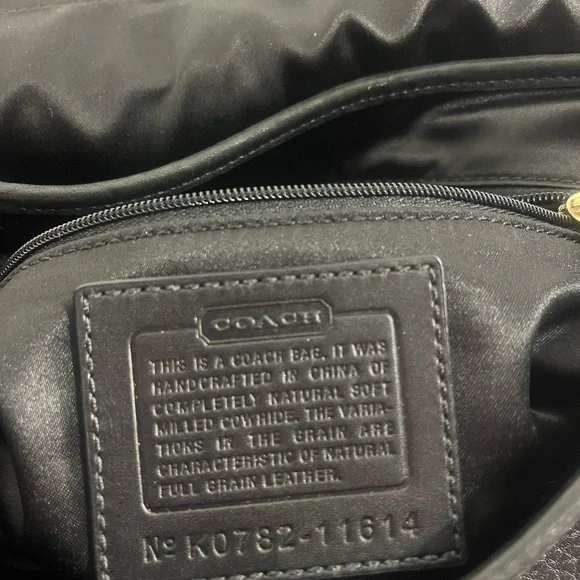 COACH
THIS IS A COACH BAG. IT WAS
HANDCRAFTED IN CHINA OF
COMPLETELY NATURAL SOFT
MILLED COWHIDE. THE VARIA-
TIONS IN THE GRAIN ARE
CHARACTERISTIC OF NATURAL
FULL GRAIN LEATHER.
Nº K0782-11614